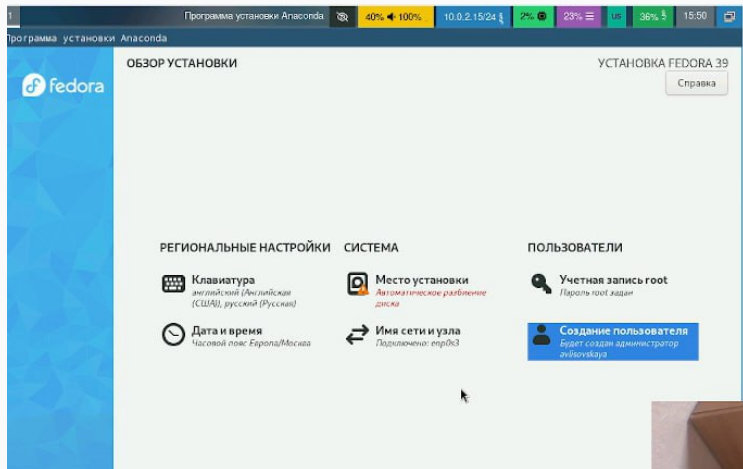 1
Программа установки Anaconda
40% 100%
10.0.2.15/24
2%
23%
us
36%
15:50
Программа установки Anaconda
fedora
ОБЗОР УСТАНОВКИ
УСТАНОВКА FEDORA 39
Справка
РЕГИОНАЛЬНЫЕ НАСТРОЙКИ
Клавиатура
английский (Английская
(США)), русский (Русская)
Дата и время
Часовой пояс Европа/Москва
СИСТЕМА
Место установки
Автоматическое разбиение
диска
Имя сети и узла
Подключено: enp0s3
ПОЛЬЗОВАТЕЛИ
Учетная запись root
Пароль root задан
Создание пользователя
Будет создан администратор
avlisovskaya